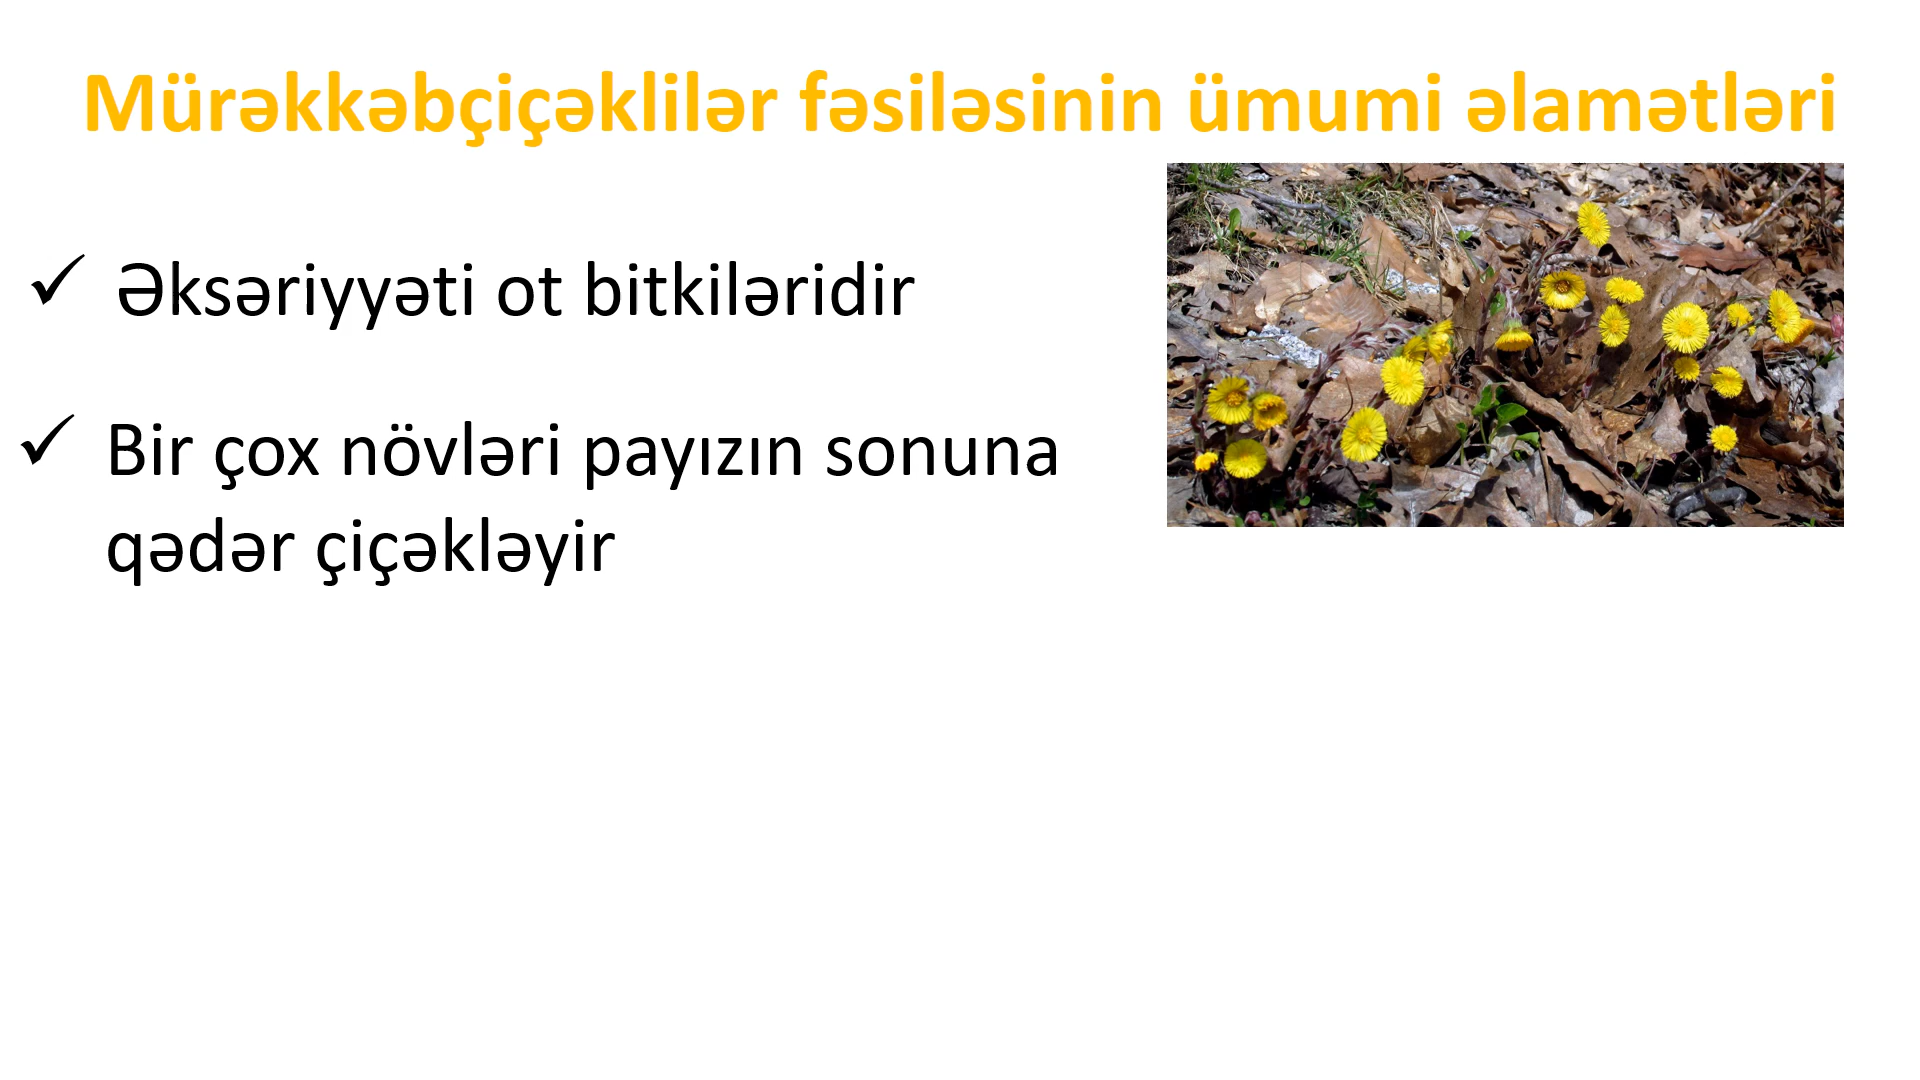 Mürəkkəbçiçəklilər fəsiləsinin ümumi əlamətləri
✓ Əksəriyyəti ot bitkiləridir
✓ Bir çox növləri payızın sonuna
qədər çiçəkləyir